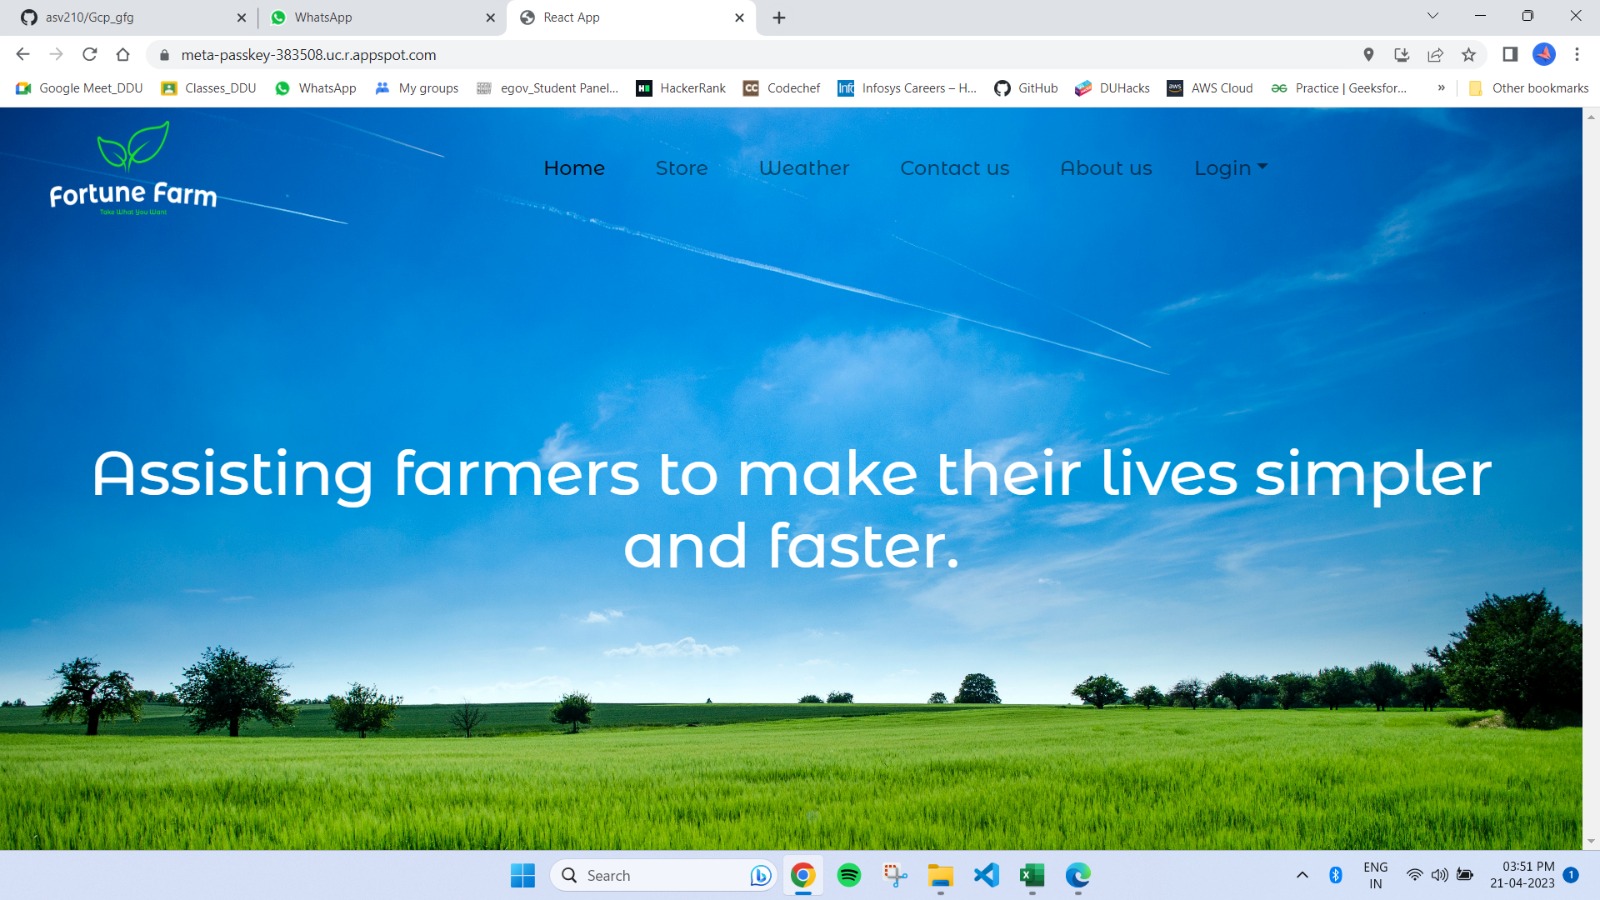 asv210/Gcp_gfg
WhatsApp
React App
meta-passkey-383508.uc.r.appspot.com
Google Meet_DDU Classes_DDU WhatsApp My groups egov_Student Panel... HackerRank Codechef Infosys Careers – H... GitHub DUHacks AWS Cloud Practice | Geeksfor... » Other bookmarks
Fortune Farm
Take What You Want
Home Store Weather Contact us About us Login
Assisting farmers to make their lives simpler
and faster.
Search
ENG
IN
03:51 PM
21-04-2023
1